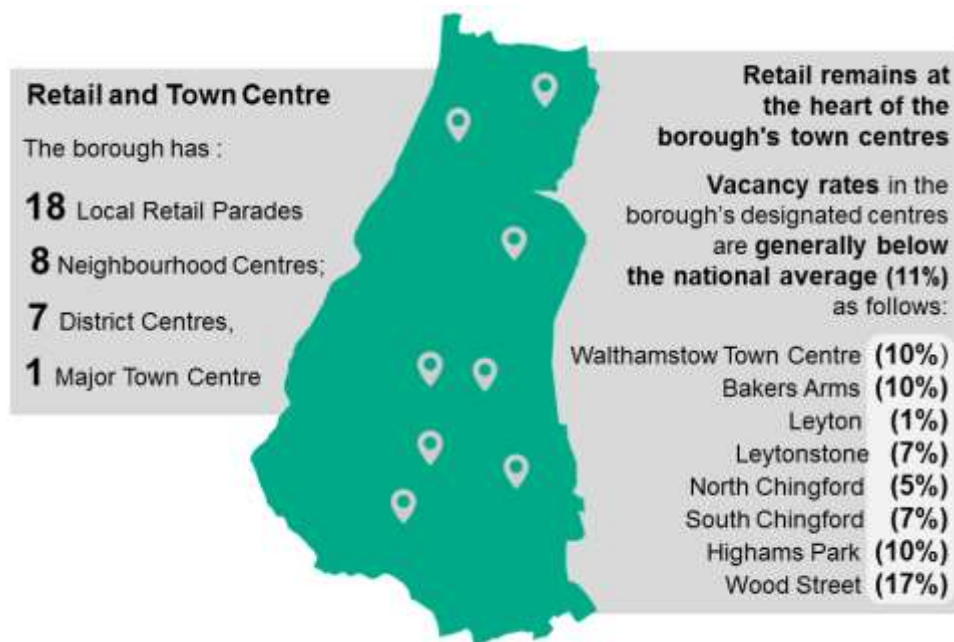 Retail and Town Centre
The borough has :
18 Local Retail Parades
8 Neighbourhood Centres;
7 District Centres,
1 Major Town Centre
Retail remains at
the heart of the
borough's town centres
Vacancy rates in the
borough's designated centres
are generally below
the national average (11%)
as follows:
Walthamstow Town Centre (10%)
Bakers Arms (10%)
Leyton (1%)
Leytonstone (7%)
North Chingford (5%)
South Chingford (7%)
Highams Park (10%)
Wood Street (17%)